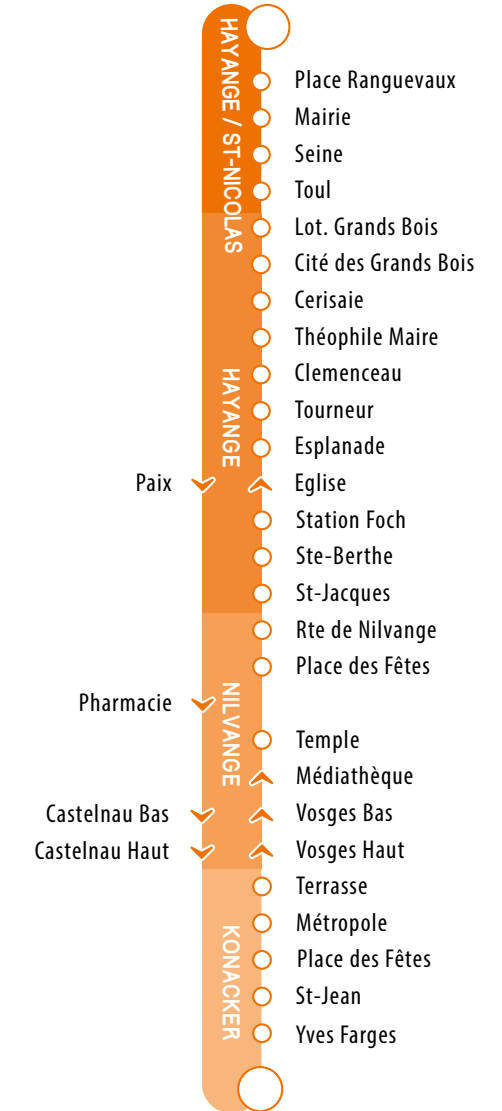 HAYANGE / ST-NICOLAS
Place Ranguevaux
Mairie
Seine
Toul
Lot. Grands Bois
Cité des Grands Bois
Cerisaie
Théophile Maire
HAYANGE
Clemenceau
Tourneur
Esplanade
Paix
Eglise
Station Foch
Ste-Berthe
St-Jacques
Rte de Nilvange
Place des Fêtes
NILVANGE
Pharmacie
Temple
Médiathèque
Castelnau Bas
Vosges Bas
Castelnau Haut
Vosges Haut
Terrasse
KONACKER
Métropole
Place des Fêtes
St-Jean
Yves Farges